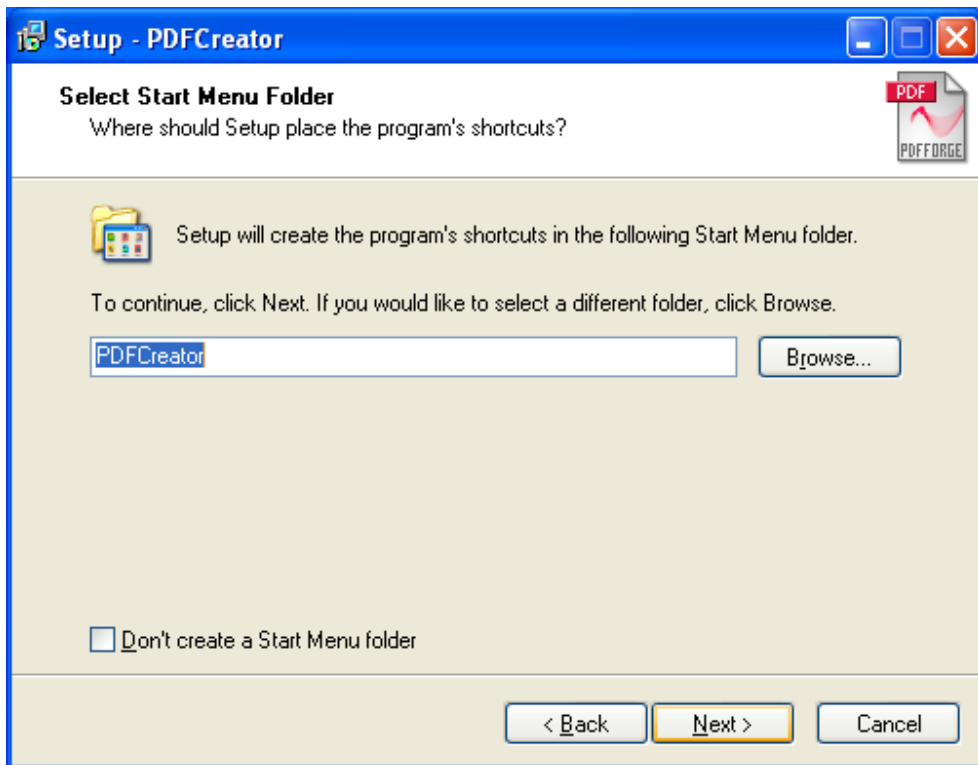 Setup - PDFCreator
Select Start Menu Folder
Where should Setup place the program's shortcuts?
PDF
PDFFORGE
Setup will create the program's shortcuts in the following Start Menu folder.
To continue, click Next. If you would like to select a different folder, click Browse.
PDFCreator
Browse...
Don't create a Start Menu folder
< Back
Next >
Cancel